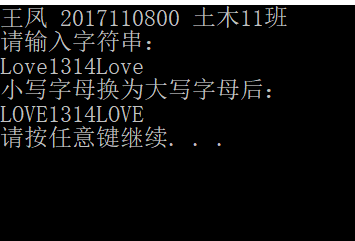 王凤 2017110800 土木11班
请输入字符串：
Love1314Love
小写字母换为大写字母后：
LOVE1314LOVE
请按任意键继续. . .